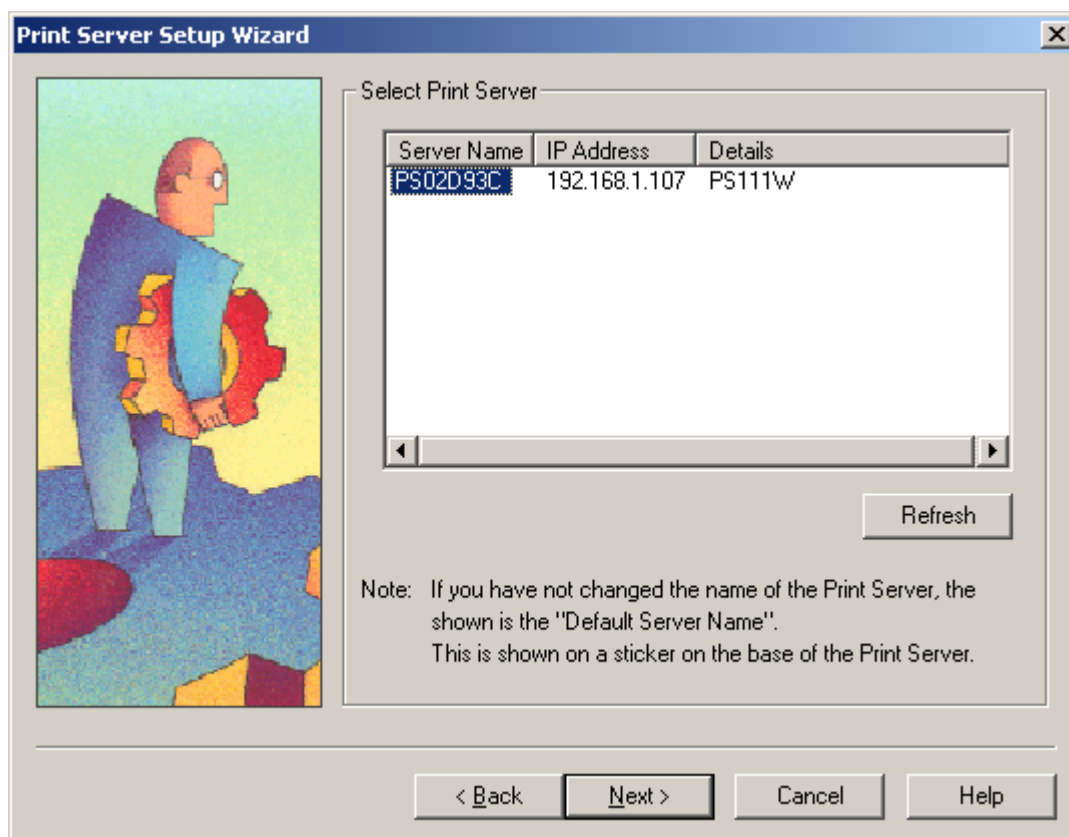 Print Server Setup Wizard
Select Print Server
Server Name IP Address Details
PS02D93C 192.168.1.107 PS111W
Refresh
Note: If you have not changed the name of the Print Server, the
shown is the "Default Server Name".
This is shown on a sticker on the base of the Print Server.
< Back Next > Cancel Help